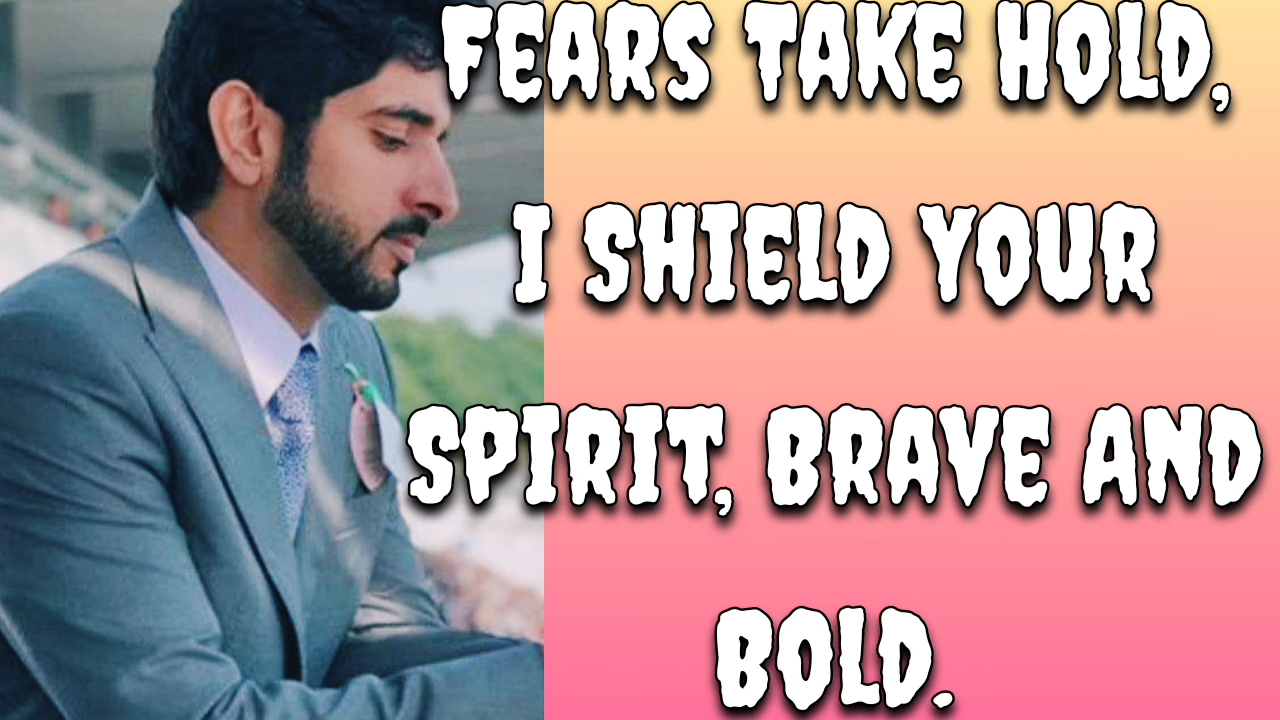 FEARS TAKE HOLD,
I SHIELD YOUR
SPIRIT, BRAVE AND
BOLD.